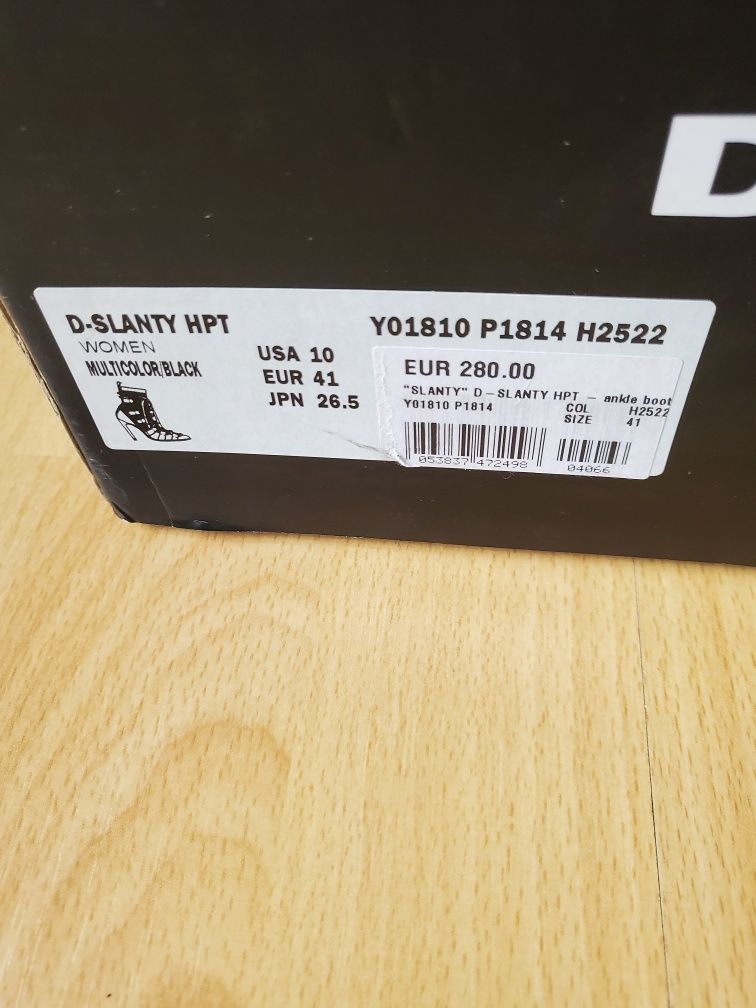 D
D-SLANTY HPT
WOMEN
MULTICOLOR/BLACK
USA 10
EUR 41
JPN 26.5
Y01810 P1814 H2522
EUR 280.00
"SLANTY" D-SLANTY HPT - ankle boot
Y01810 P1814 COL H2522
SIZE 41
053837 472498 04066